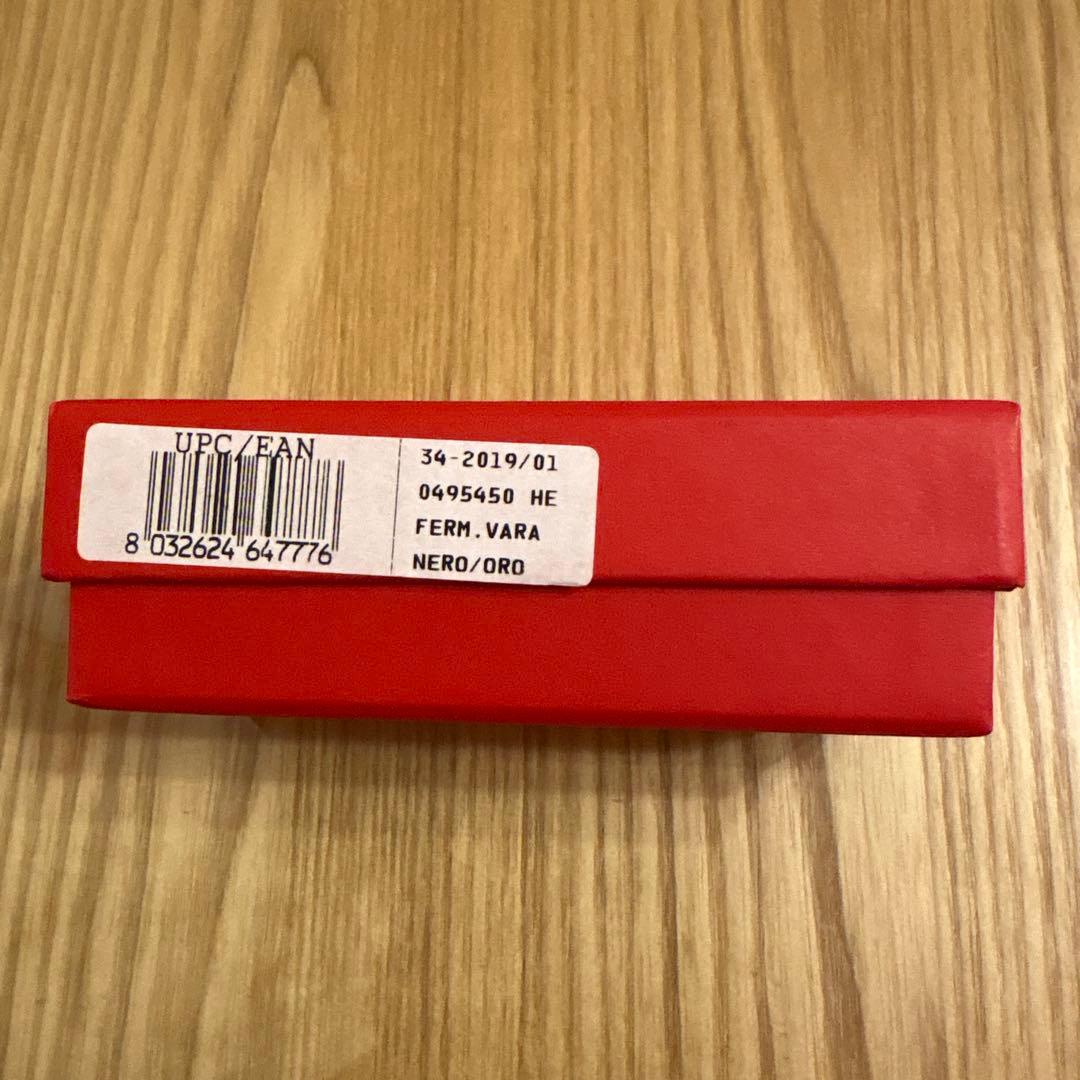 UPC/EAN
8 032624 647776
34-2019/01
0495450 HE
FERM.VARA
NERO/ORO